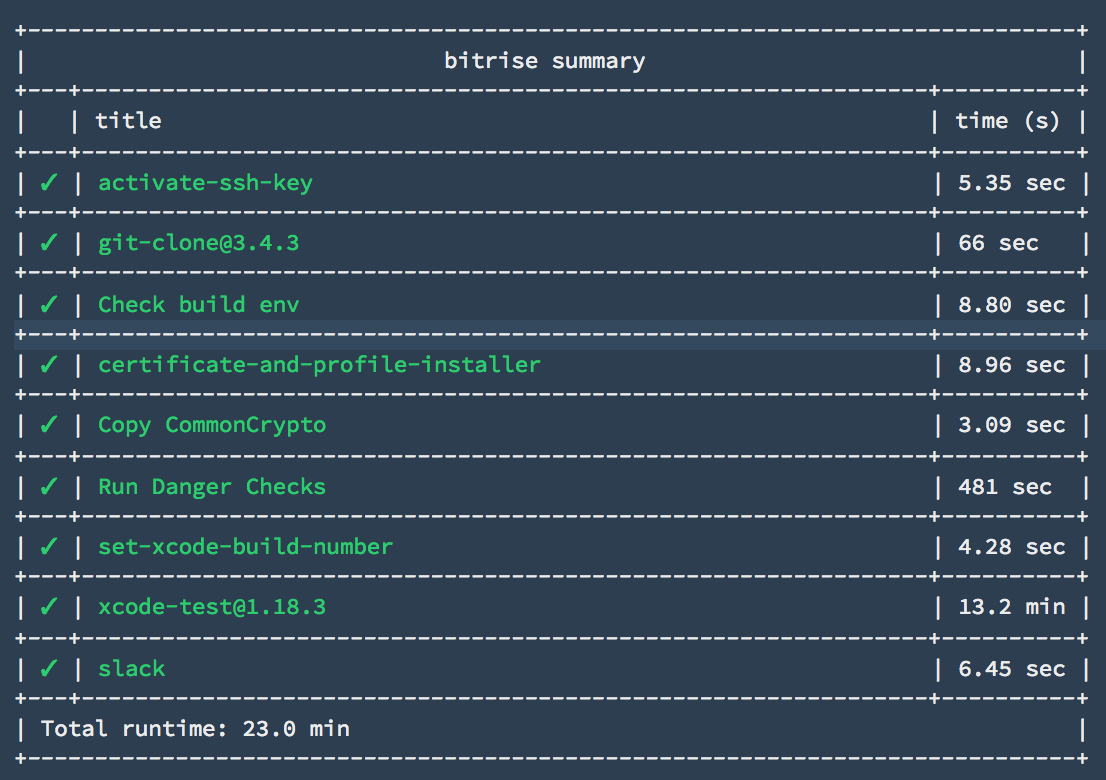 bitrise summary
title | time (s)
✓ | activate-ssh-key | 5.35 sec
✓ | git-clone@3.4.3 | 66 sec
✓ | Check build env | 8.80 sec
✓ | certificate-and-profile-installer | 8.96 sec
✓ | Copy CommonCrypto | 3.09 sec
✓ | Run Danger Checks | 481 sec
✓ | set-xcode-build-number | 4.28 sec
✓ | xcode-test@1.18.3 | 13.2 min
✓ | slack | 6.45 sec
Total runtime: 23.0 min